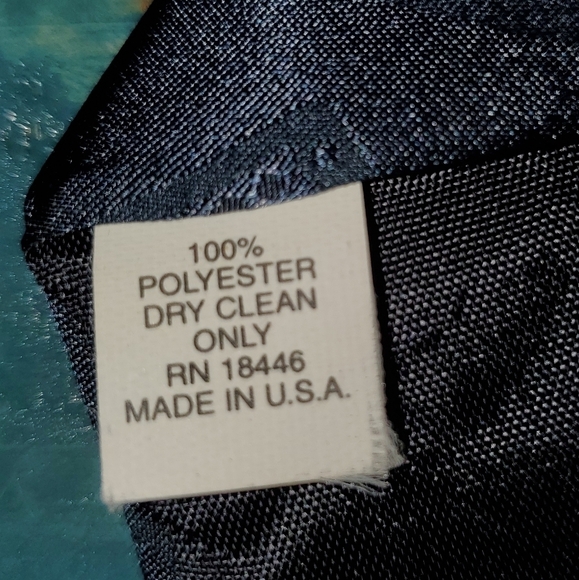 100%
POLYESTER
DRY CLEAN
ONLY
RN 18446
MADE IN U.S.A.